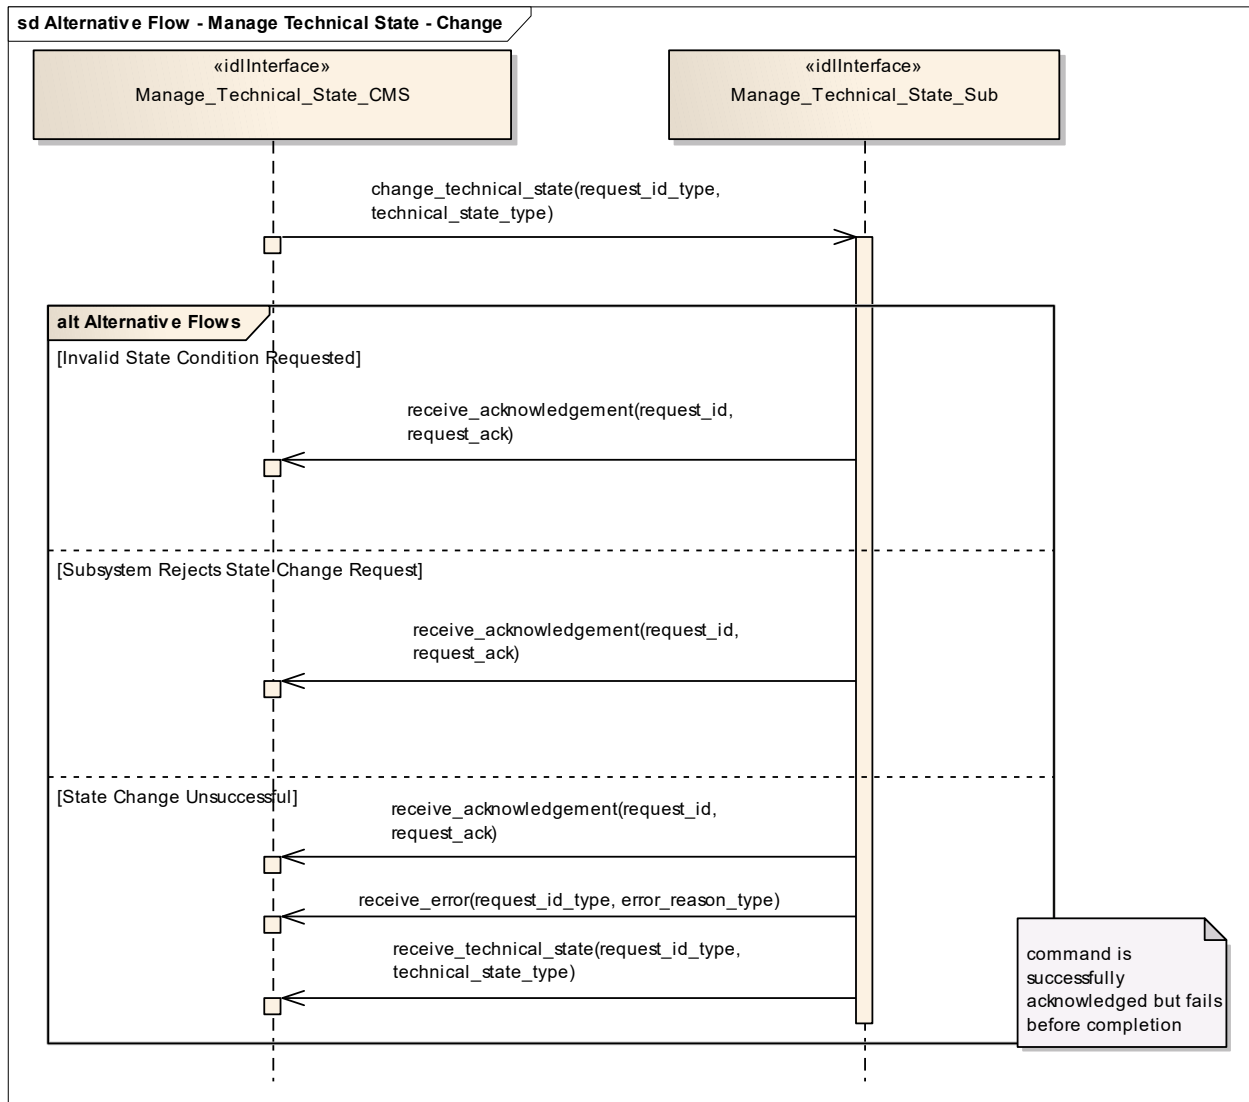 sd Alternative Flow - Manage Technical State - Change
«idlInterface»
Manage_Technical_State_CMS
«idlInterface»
Manage_Technical_State_Sub
change_technical_state(request_id_type,
technical_state_type)
alt Alternative Flows
[Invalid State Condition Requested]
receive_acknowledgement(request_id,
request_ack)
[Subsystem Rejects State Change Request]
receive_acknowledgement(request_id,
request_ack)
[State Change Unsuccessful]
receive_acknowledgement(request_id,
request_ack)
receive_error(request_id_type, error_reason_type)
receive_technical_state(request_id_type,
technical_state_type)
command is
successfully
acknowledged but fails
before completion